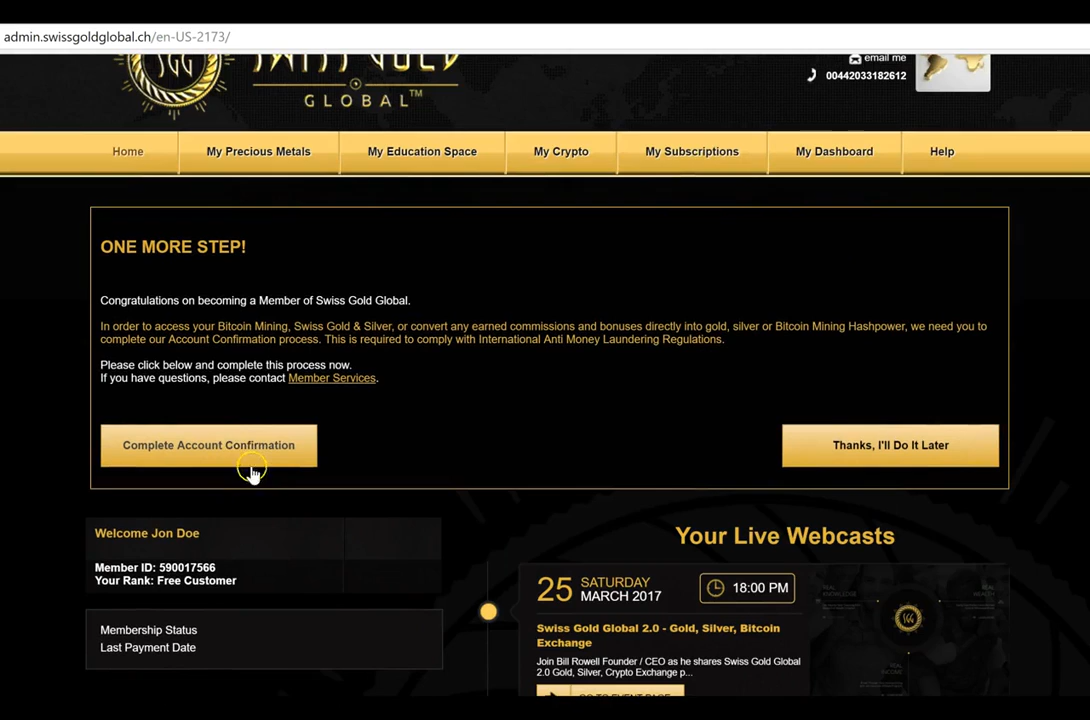 admin.swissgoldglobal.ch/en-US-2173/
SGG
SWISS GOLD
GLOBAL™
email me
00442033182612
Home
My Precious Metals
My Education Space
My Crypto
My Subscriptions
My Dashboard
Help
ONE MORE STEP!
Congratulations on becoming a Member of Swiss Gold Global.
In order to access your Bitcoin Mining, Swiss Gold & Silver, or convert any earned commissions and bonuses directly into gold, silver or Bitcoin Mining Hashpower, we need you to
complete our Account Confirmation process. This is required to comply with International Anti Money Laundering Regulations.
Please click below and complete this process now.
If you have questions, please contact Member Services.
Complete Account Confirmation
Thanks, I'll Do It Later
Welcome Jon Doe
Member ID: 590017566
Your Rank: Free Customer
Membership Status
Last Payment Date
Your Live Webcasts
25
SATURDAY
MARCH 2017
18:00 PM
Swiss Gold Global 2.0 - Gold, Silver, Bitcoin
Exchange
Join Bill Rowell Founder / CEO as he shares Swiss Gold Global
2.0 Gold, Silver, Crypto Exchange p...
GO TO EVENT PAGE
REAL
KNOWLEDGE
REAL
WEALTH
SGG
REAL
INCOME